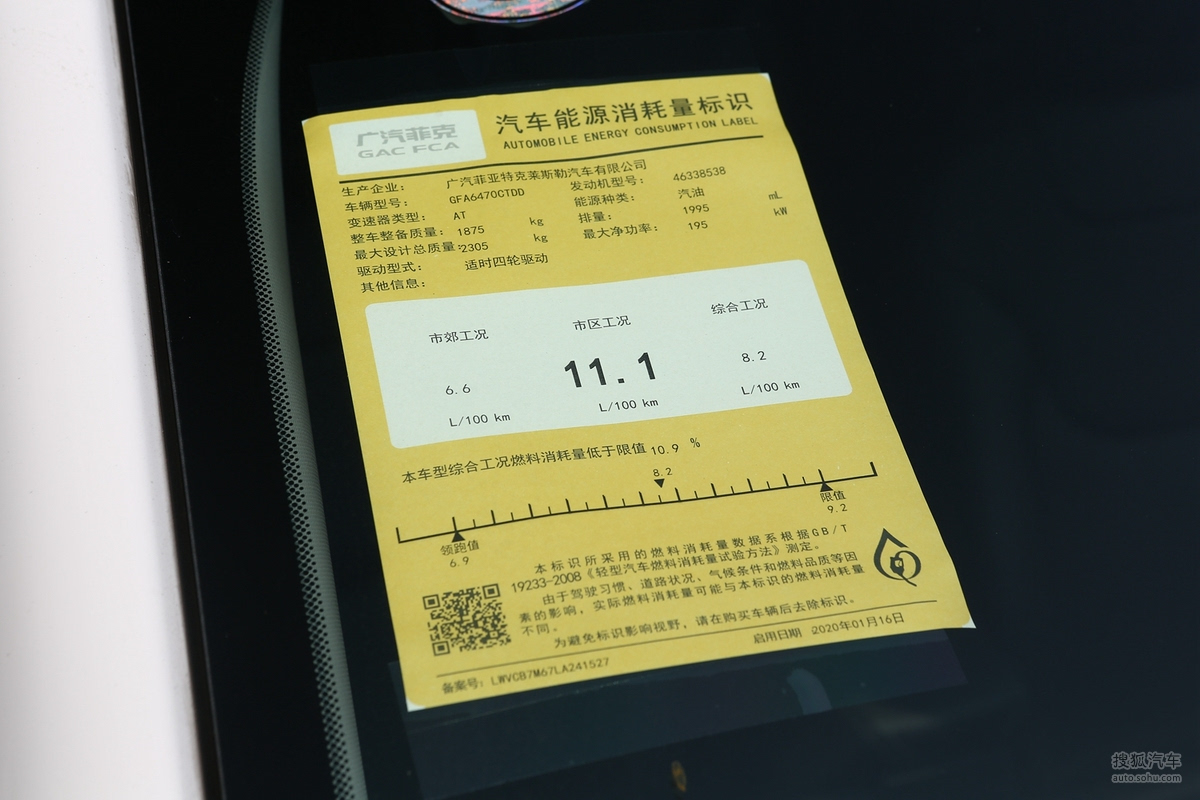 广汽菲克
GAC FCA
汽车能源消耗量标识
AUTOMOBILE ENERGY CONSUMPTION LABEL
生产企业: 广汽菲亚特克莱斯勒汽车有限公司
车辆型号: GFA6470CTDD 发动机型号: 46338538
变速器类型: AT 能源种类: 汽油
整车整备质量: 1875 kg 排量: 1995 mL
最大设计总质量: 2305 kg 最大净功率: 195 kW
驱动型式: 适时四轮驱动
其他信息:
市郊工况 市区工况 综合工况
6.6 11.1 8.2
L/100 km L/100 km L/100 km
本车型综合工况燃料消耗量低于限值 10.9 %
8.2
领跑值 限值
6.9 9.2
本标识所采用的燃料消耗量数据系根据GB/T
19233-2008《轻型汽车燃料消耗量试验方法》测定。
由于驾驶习惯、道路状况、气候条件和燃料品质等因
素的影响，实际燃料消耗量可能与本标识的燃料消耗量
不同。
为避免标识影响视野，请在购买车辆后去除标识。
备案号: LWVCB7M67LA241527 启用日期 2020年01月16日
搜狐汽车
auto.sohu.com